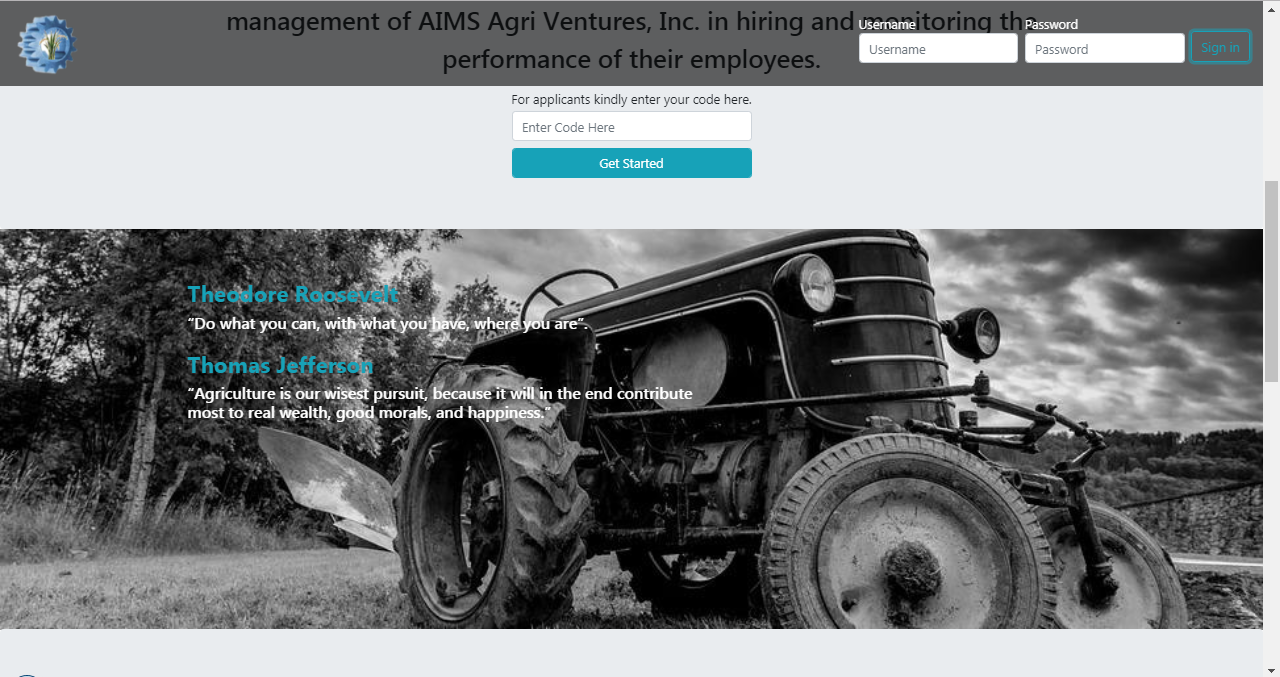 management of AIMS Agri Ventures, Inc. in hiring and monitoring the
performance of their employees.
Username
Password
Username
Password
Sign in
For applicants kindly enter your code here.
Enter Code Here
Get Started
Theodore Roosevelt
“Do what you can, with what you have, where you are”.
Thomas Jefferson
“Agriculture is our wisest pursuit, because it will in the end contribute
most to real wealth, good morals, and happiness.”